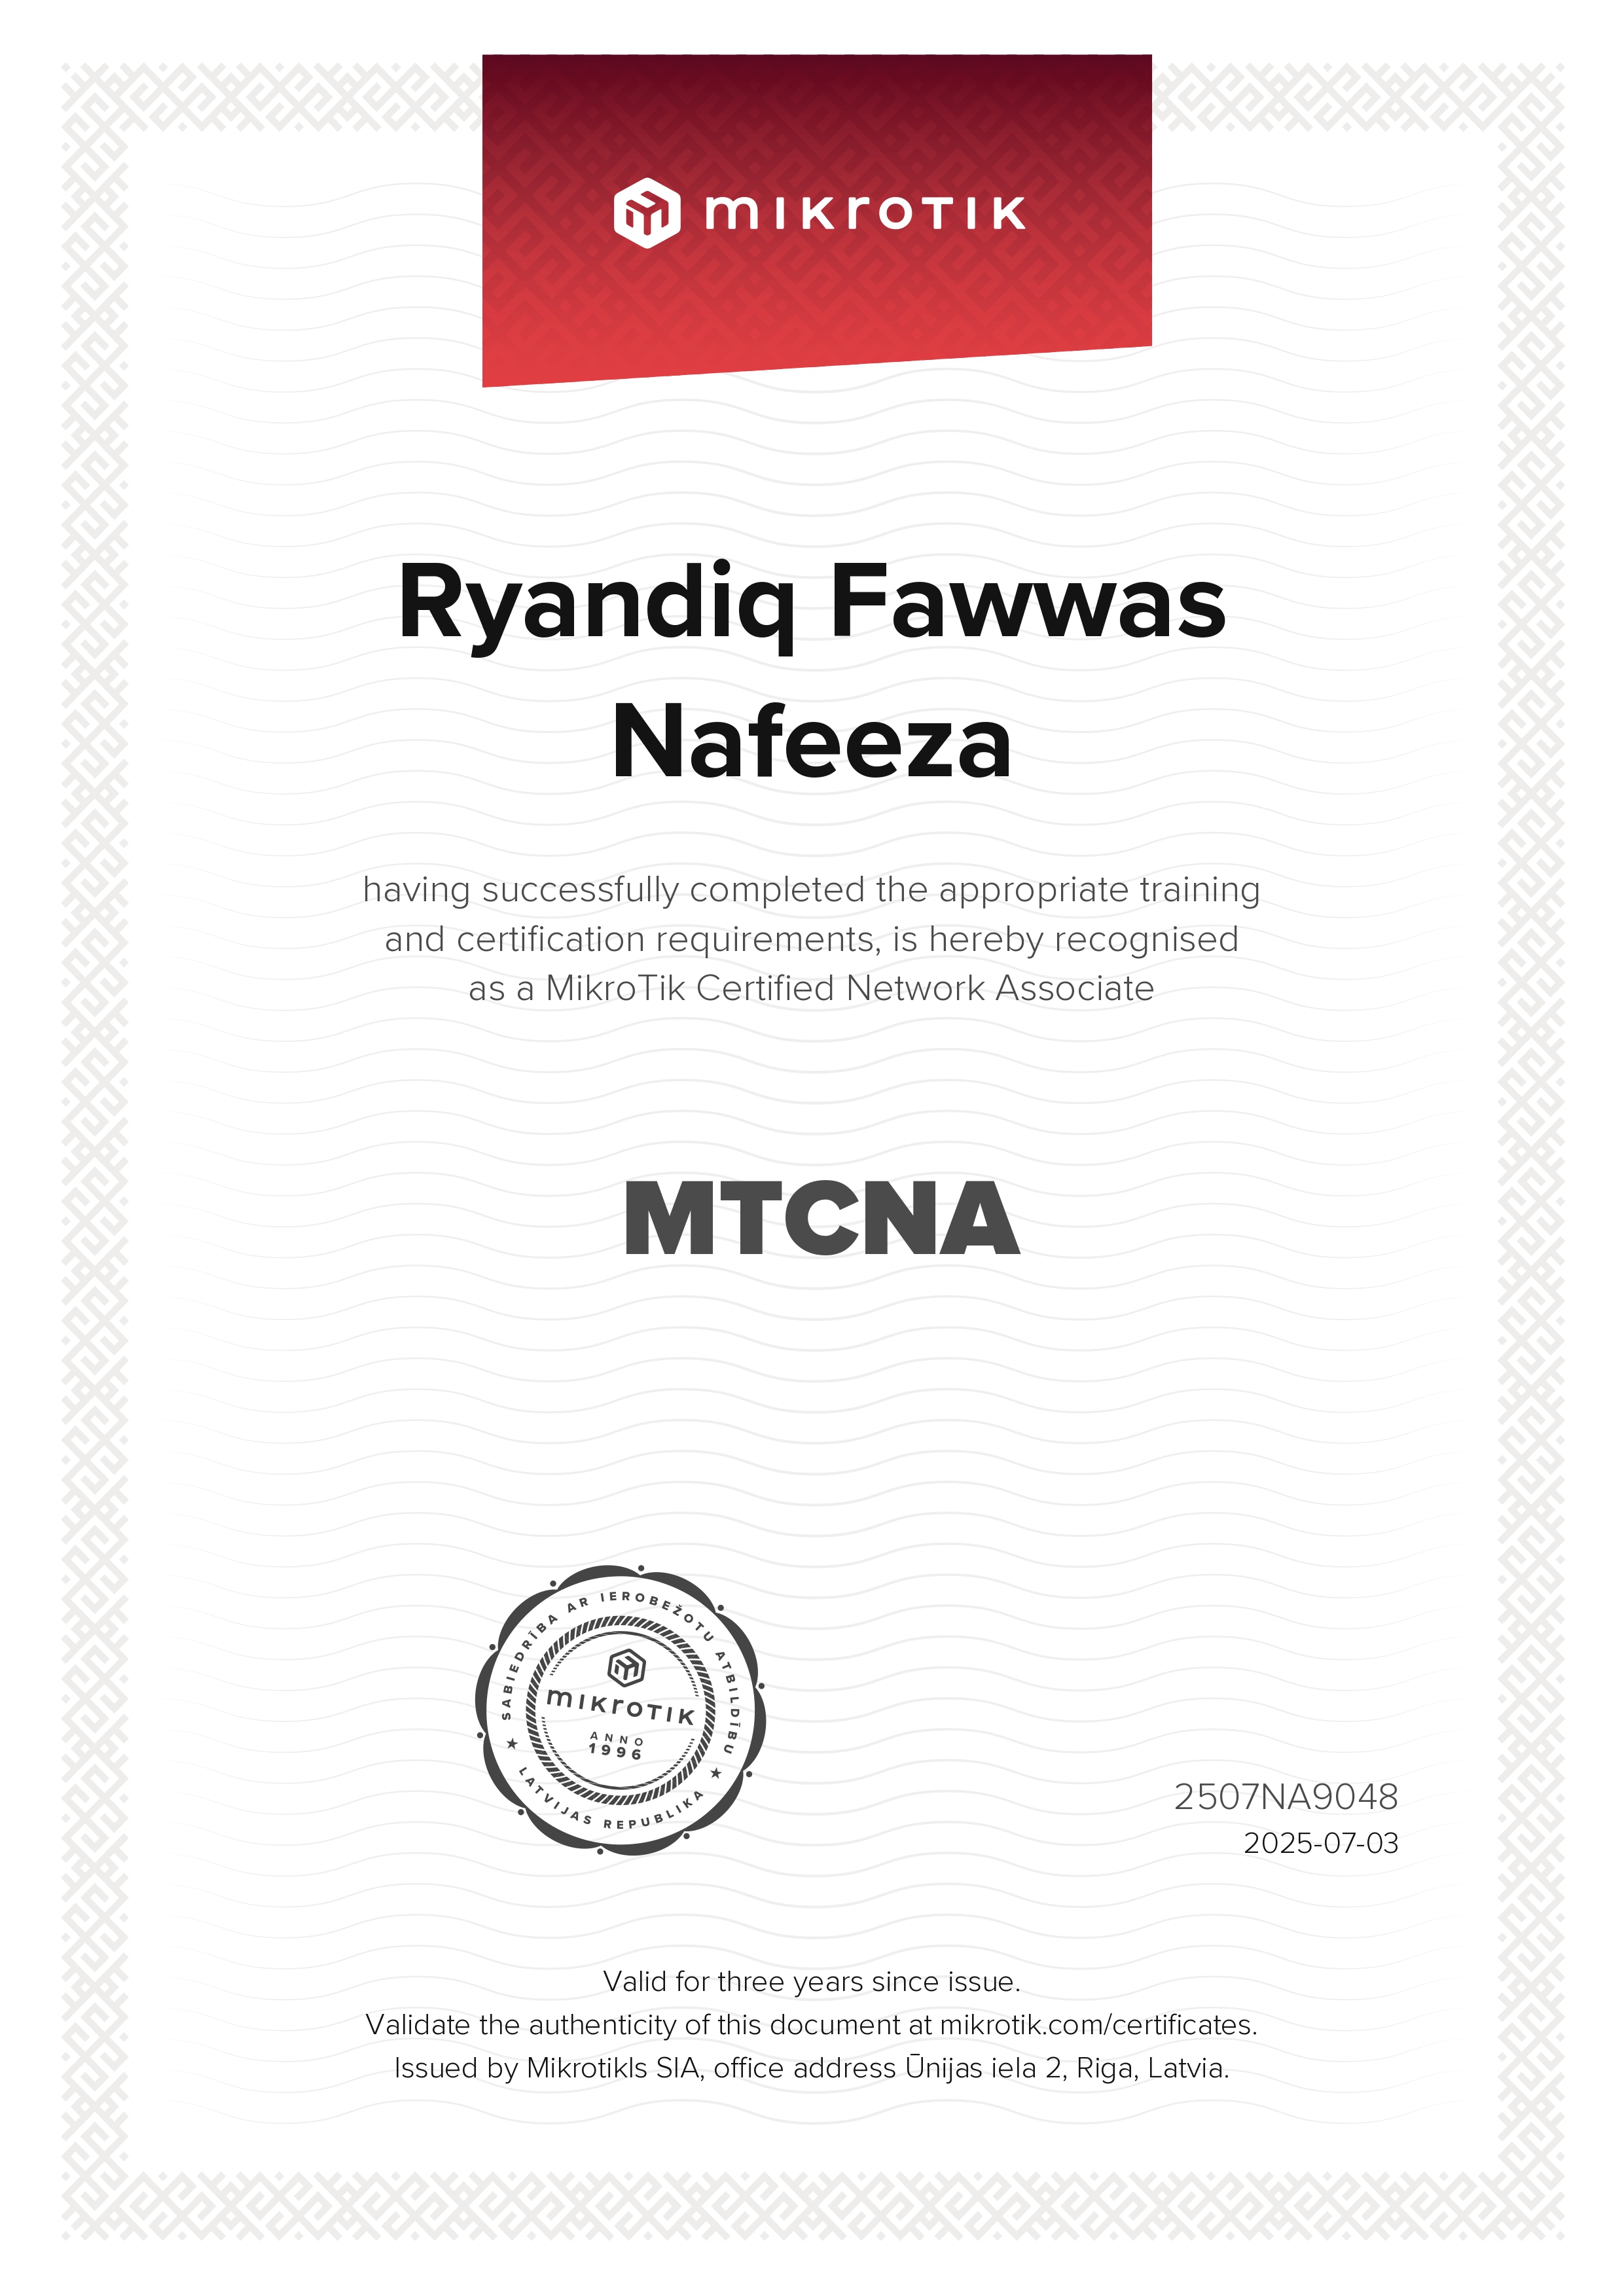 mikrotik
Ryandiq Fawwas
Nafeeza
having successfully completed the appropriate training
and certification requirements, is hereby recognised
as a MikroTik Certified Network Associate
MTCNA
SABIEDRĪBA AR IEROBEŽOTU ATBILDĪBU
mikrotik
ANNO
1996
LATVIJAS REPUBLIKA
2507NA9048
2025-07-03
Valid for three years since issue.
Validate the authenticity of this document at mikrotik.com/certificates.
Issued by Mikrotikls SIA, office address Ūnijas iela 2, Riga, Latvia.